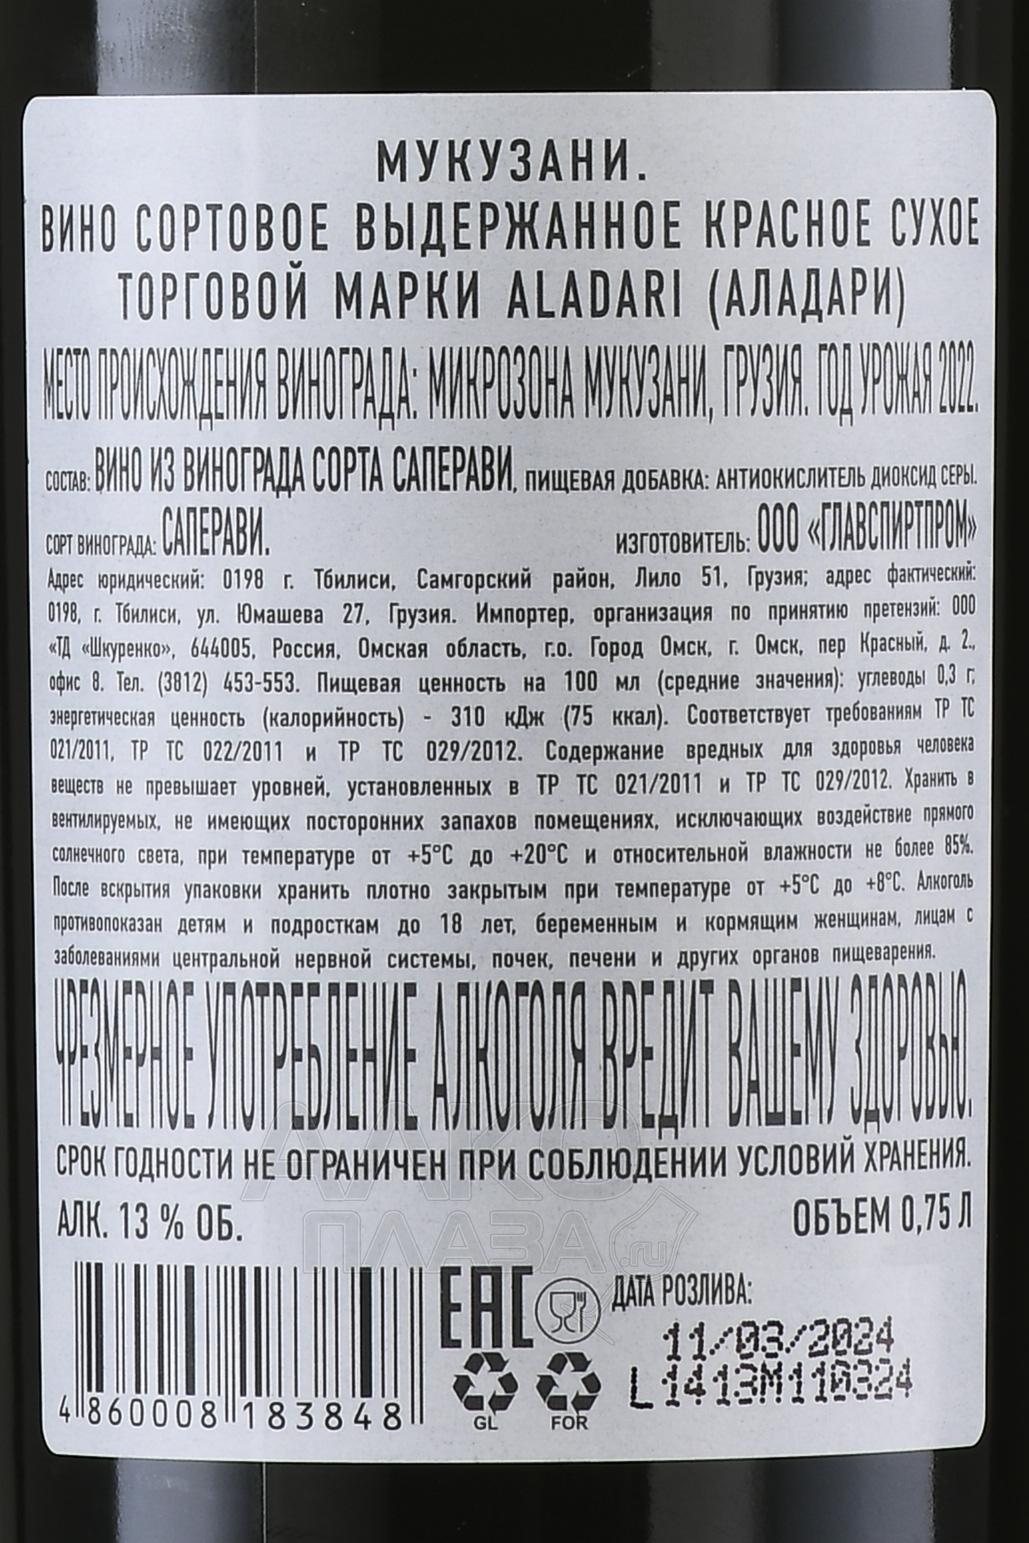 МУКУЗАНИ.
ВИНО СОРТОВОЕ ВЫДЕРЖАННОЕ КРАСНОЕ СУХОЕ
ТОРГОВОЙ МАРКИ ALADARI (АЛАДАРИ)
МЕСТО ПРОИСХОЖДЕНИЯ ВИНОГРАДА: МИКРОЗОНА МУКУЗАНИ, ГРУЗИЯ. ГОД УРОЖАЯ 2022.
СОСТАВ: ВИНО ИЗ ВИНОГРАДА СОРТА САПЕРАВИ, ПИЩЕВАЯ ДОБАВКА: АНТИОКИСЛИТЕЛЬ ДИОКСИД СЕРЫ.
СОРТ ВИНОГРАДА: САПЕРАВИ. ИЗГОТОВИТЕЛЬ: ООО «ГЛАВСПИРТПРОМ»
Адрес юридический: 0198 г. Тбилиси, Самгорский район, Лило 51, Грузия; адрес фактический:
0198, г. Тбилиси, ул. Юмашева 27, Грузия. Импортер, организация по принятию претензий: ООО
«ТД «Шкуренко», 644005, Россия, Омская область, г.о. Город Омск, г. Омск, пер Красный, д. 2.,
офис 8. Тел. (3812) 453-553. Пищевая ценность на 100 мл (средние значения): углеводы 0,3 г;
энергетическая ценность (калорийность) - 310 кДж (75 ккал). Соответствует требованиям ТР ТС
021/2011, ТР ТС 022/2011 и ТР ТС 029/2012. Содержание вредных для здоровья человека
веществ не превышает уровней, установленных в ТР ТС 021/2011 и ТР ТС 029/2012. Хранить в
вентилируемых, не имеющих посторонних запахов помещениях, исключающих воздействие прямого
солнечного света, при температуре от +5°С до +20°С и относительной влажности не более 85%.
После вскрытия упаковки хранить плотно закрытым при температуре от +5°С до +8°С. Алкоголь
противопоказан детям и подросткам до 18 лет, беременным и кормящим женщинам, лицам с
заболеваниями центральной нервной системы, почек, печени и других органов пищеварения.
ЧРЕЗМЕРНОЕ УПОТРЕБЛЕНИЕ АЛКОГОЛЯ ВРЕДИТ ВАШЕМУ ЗДОРОВЬЮ.
СРОК ГОДНОСТИ НЕ ОГРАНИЧЕН ПРИ СОБЛЮДЕНИИ УСЛОВИЙ ХРАНЕНИЯ.
АЛКО
ПЛАЗА.ru
АЛК. 13 % ОБ. ОБЪЕМ 0,75 Л
EAC ДАТА РОЗЛИВА:
11/03/2024
L1413M110324
4 860008 183848
GL FOR